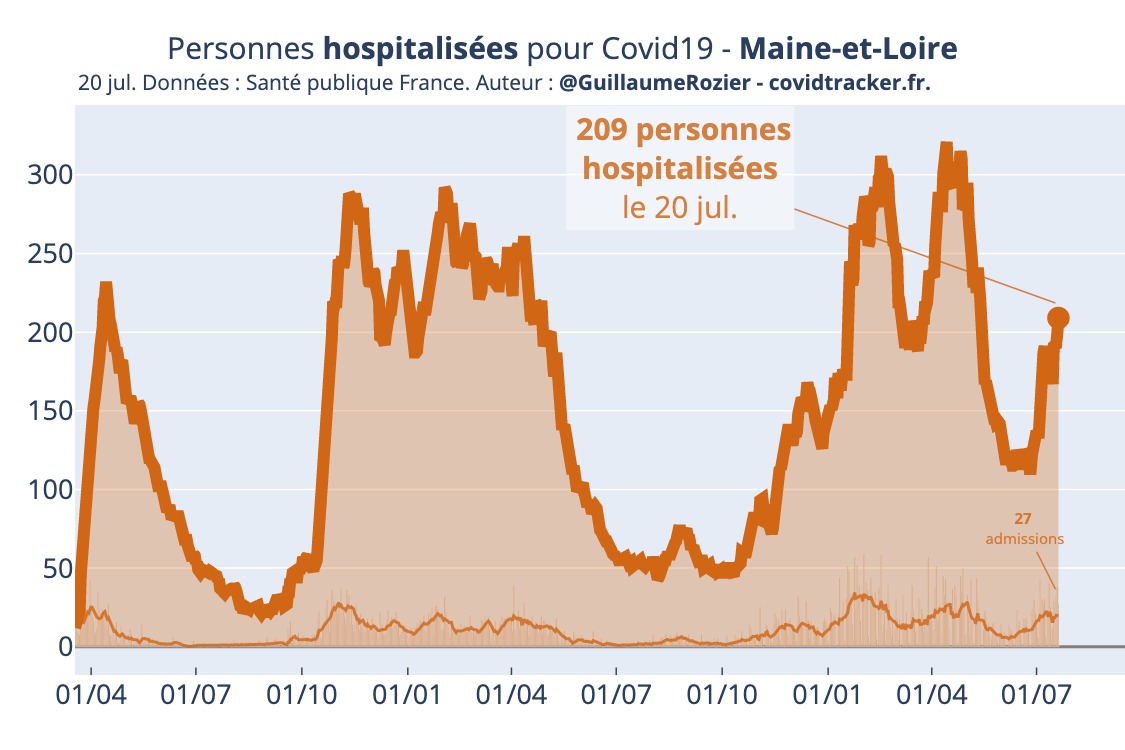 Personnes hospitalisées pour Covid19 - Maine-et-Loire
20 jul. Données : Santé publique France. Auteur : @GuillaumeRozier - covidtracker.fr.
209 personnes
hospitalisées
le 20 jul.
300
250
200
150
100
50
0
27
admissions
01/04 01/07 01/10 01/01 01/04 01/07 01/10 01/01 01/04 01/07